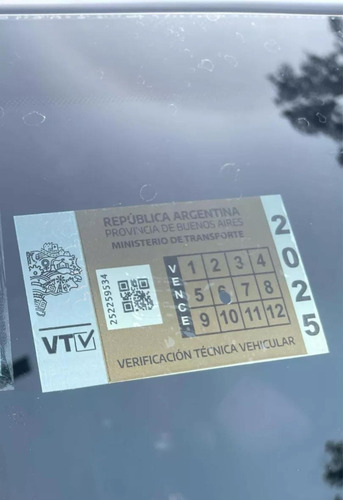 REPÚBLICA ARGENTINA
PROVINCIA DE BUENOS AIRES
MINISTERIO DE TRANSPORTE
252259534
VENCE
1 2 3 4
5 6 7 8
9 10 11 12
2025
VTV
VERIFICACIÓN TÉCNICA VEHICULAR